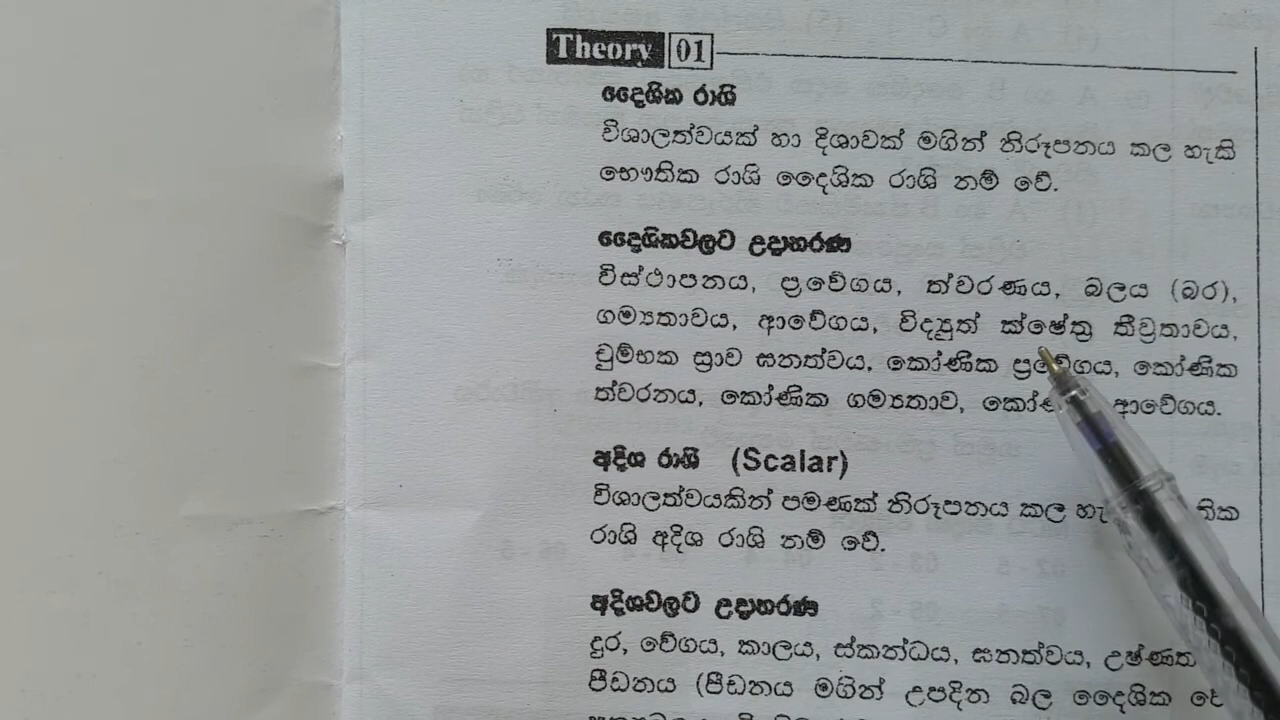 Theory 01
දෛශික රාශි
විශාලත්වයක් හා දිශාවක් මගින් නිරූපනය කල හැකි
භෞතික රාශි දෛශික රාශි නම් වේ.
දෛශිකවලට උදාහරණ
විස්ථාපනය, ප්‍රවේගය, ත්වරණය, බලය (බර),
ගම්‍යතාවය, ආවේගය, විද්‍යුත් ක්ෂේත්‍ර තීව්‍රතාවය,
චුම්භක ස්‍රාව ඝනත්වය, කෝණික ප්‍රවේගය, කෝණික
ත්වරනය, කෝණික ගම්‍යතාව, ආවේගය.
අදිශ රාශි (Scalar)
විශාලත්වයකින් පමණක් නිරූපනය කල
රාශි අදිශ රාශි නම් වේ.
අදිශවලට උදාහරණ
දුර, වේගය, කාලය, ස්කන්ධය, ඝනත්වය,
පීඩනය (පීඩනය මගින් උපදින බල දෛශික